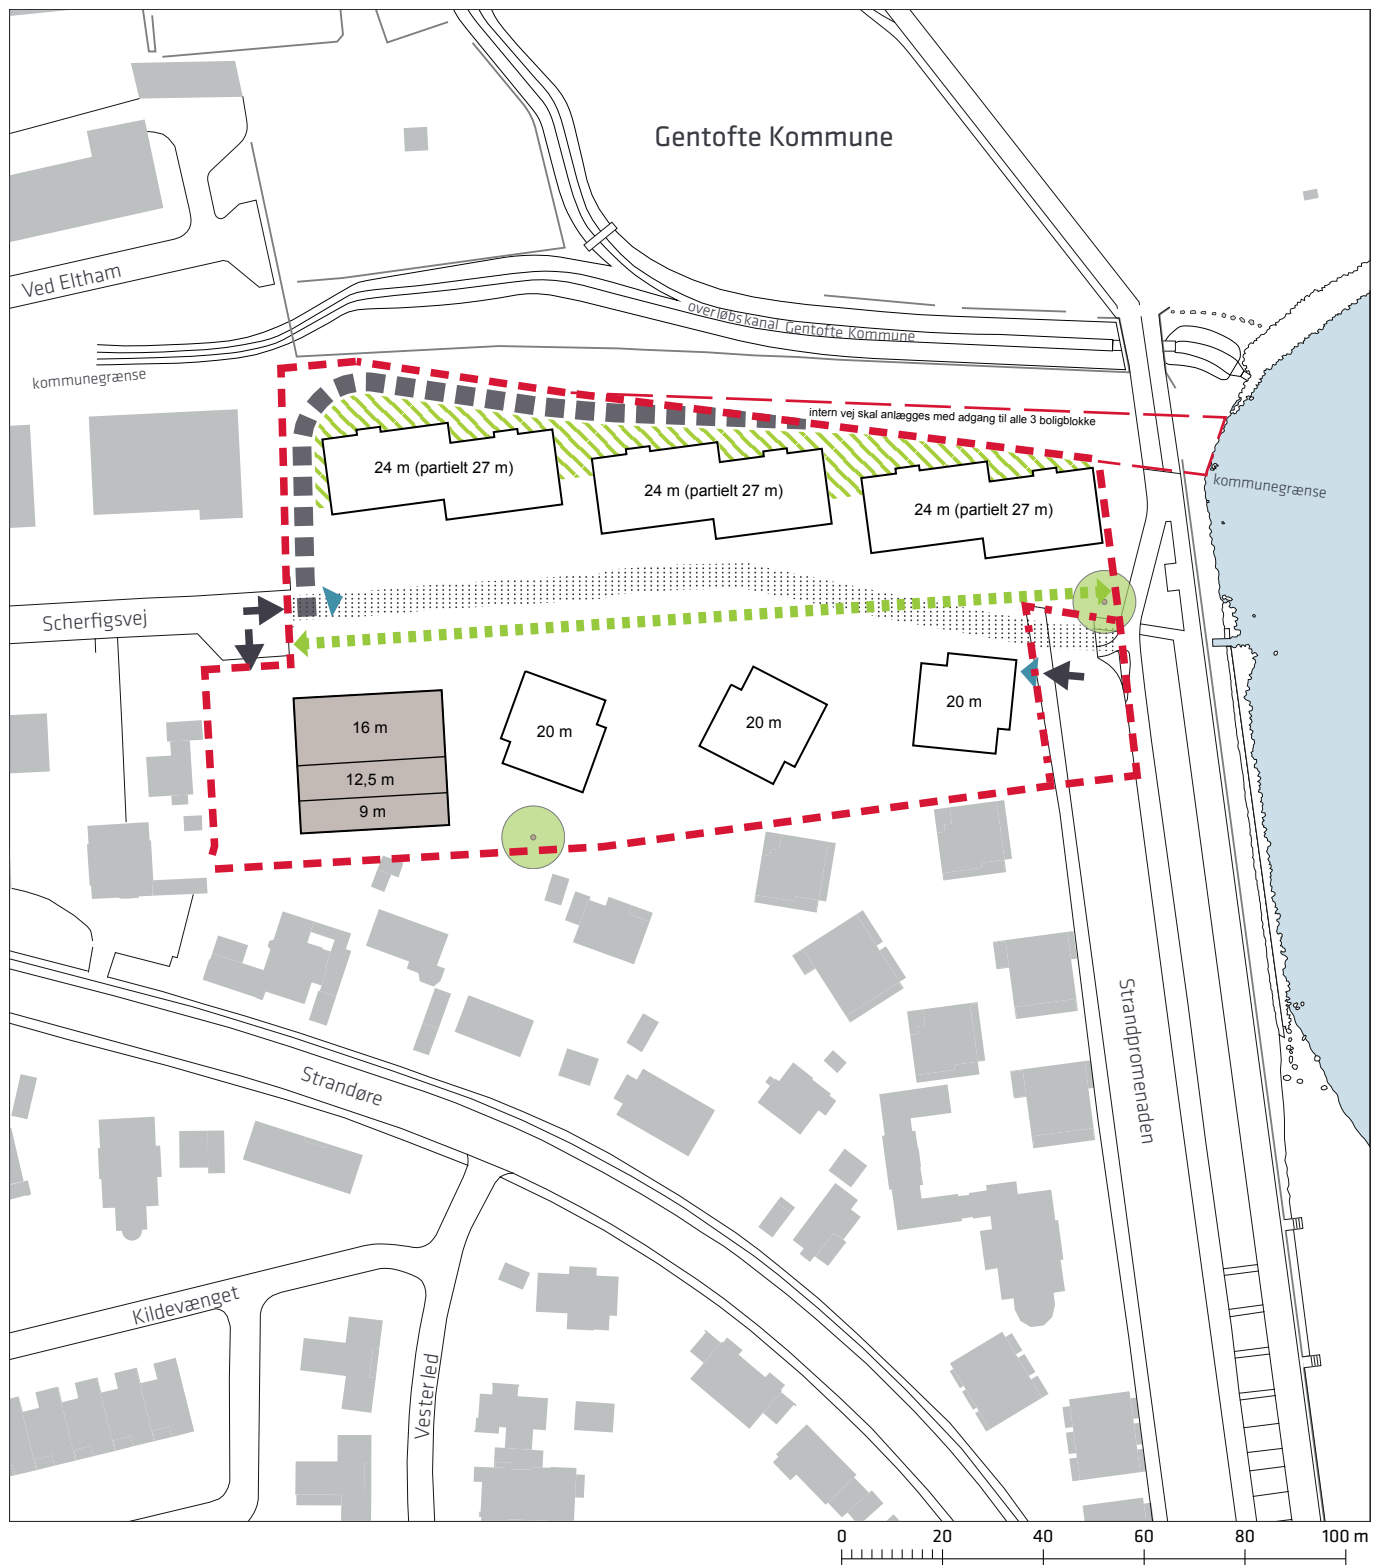 Gentofte Kommune
Ved Eltham
overløbskanal Gentofte Kommune
kommunegrænse
intern vej skal anlægges med adgang til alle 3 boligblokke
24 m (partielt 27 m)
24 m (partielt 27 m)
24 m (partielt 27 m)
kommunegrænse
Scherfigsvej
16 m
12,5 m
9 m
20 m
20 m
20 m
Strandpromenaden
Strandøre
Kildevænget
Vester led
0 20 40 60 80 100 m